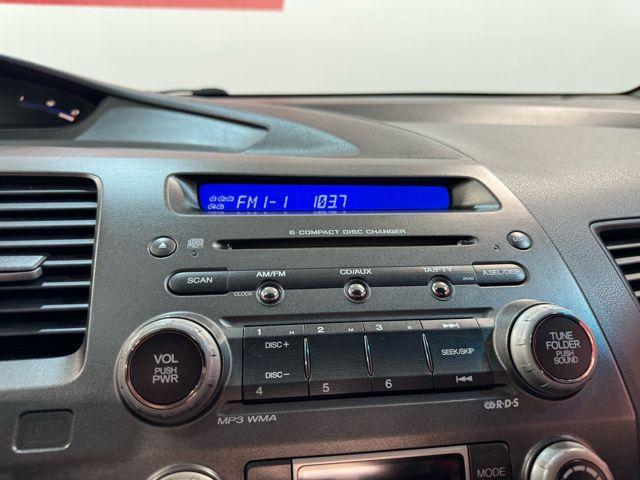 FM1-1 103.7
6-COMPACT DISC CHANGER
SCAN
AM/FM
CD/AUX
TA/PTY
A.SEL/DISP
CLOCK
VOL
PUSH
PWR
1
2
3
DISC+
DISC-
SEEK/SKIP
4
5
6
TUNE
FOLDER
PUSH
SOUND
MP3 WMA
R·D·S
MODE